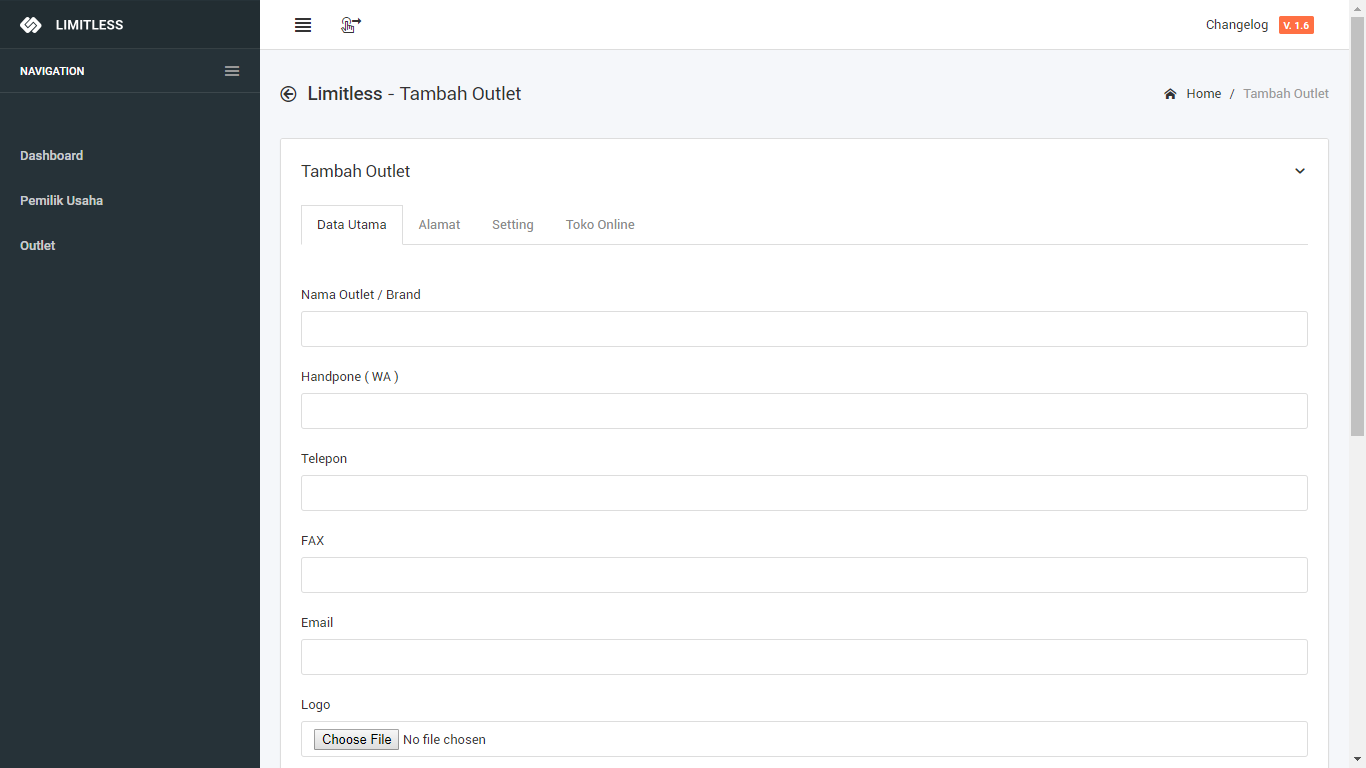 LIMITLESS
Changelog V. 1.6
NAVIGATION
Limitless - Tambah Outlet
Home / Tambah Outlet
Dashboard
Pemilik Usaha
Outlet
Tambah Outlet
Data Utama Alamat Setting Toko Online
Nama Outlet / Brand
Handpone ( WA )
Telepon
FAX
Email
Logo
Choose File No file chosen